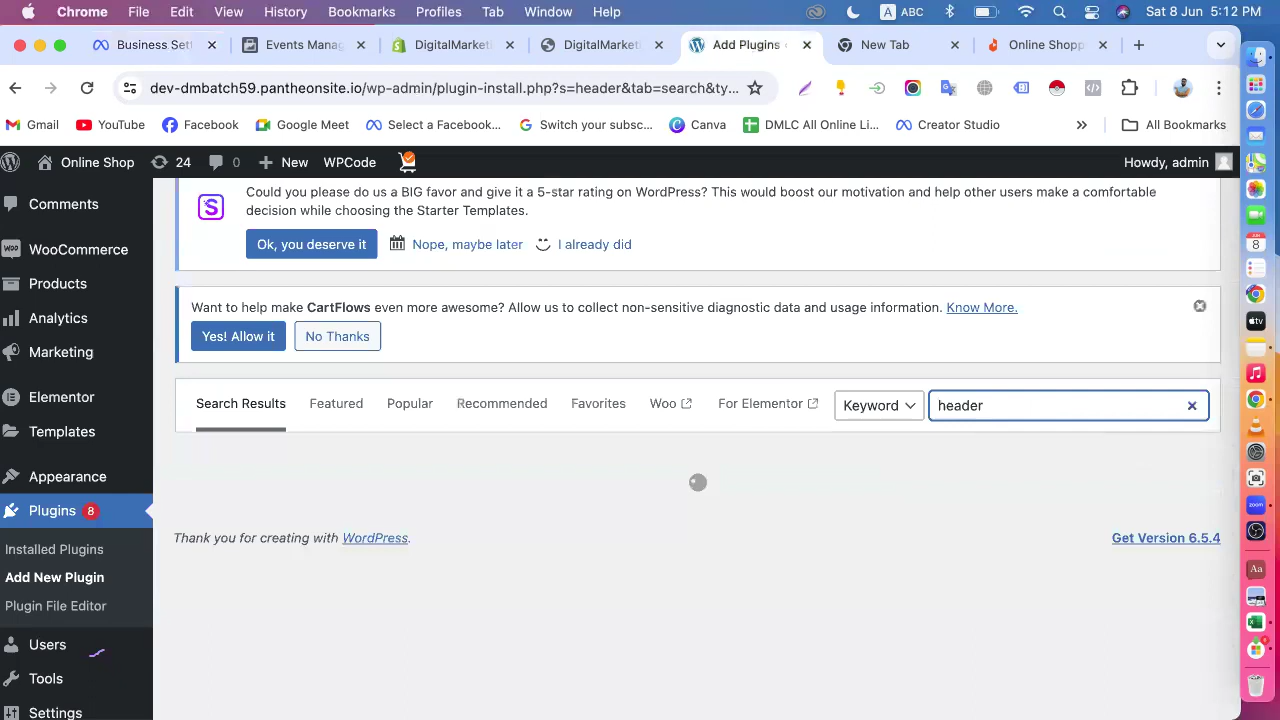 Chrome File Edit View History Bookmarks Profiles Tab Window Help A ABC Sat 8 Jun 5:12 PM
Business Set Events Manag DigitalMarketi DigitalMarketi Add Plugins New Tab Online Shopp
dev-dmbatch59.pantheonsite.io/wp-admin/plugin-install.php?s=header&tab=search&ty...
Gmail YouTube Facebook Google Meet Select a Facebook... Switch your subsc... Canva DMLC All Online Li... Creator Studio All Bookmarks
Online Shop 24 0 New WPCode Howdy, admin
Could you please do us a BIG favor and give it a 5-star rating on WordPress? This would boost our motivation and help other users make a comfortable
decision while choosing the Starter Templates.
Ok, you deserve it Nope, maybe later I already did
Want to help make CartFlows even more awesome? Allow us to collect non-sensitive diagnostic data and usage information. Know More.
Yes! Allow it No Thanks
Search Results Featured Popular Recommended Favorites Woo For Elementor Keyword header
Thank you for creating with WordPress. Get Version 6.5.4
Comments
WooCommerce
Products
Analytics
Marketing
Elementor
Templates
Appearance
Plugins 8
Installed Plugins
Add New Plugin
Plugin File Editor
Users
Tools
Settings